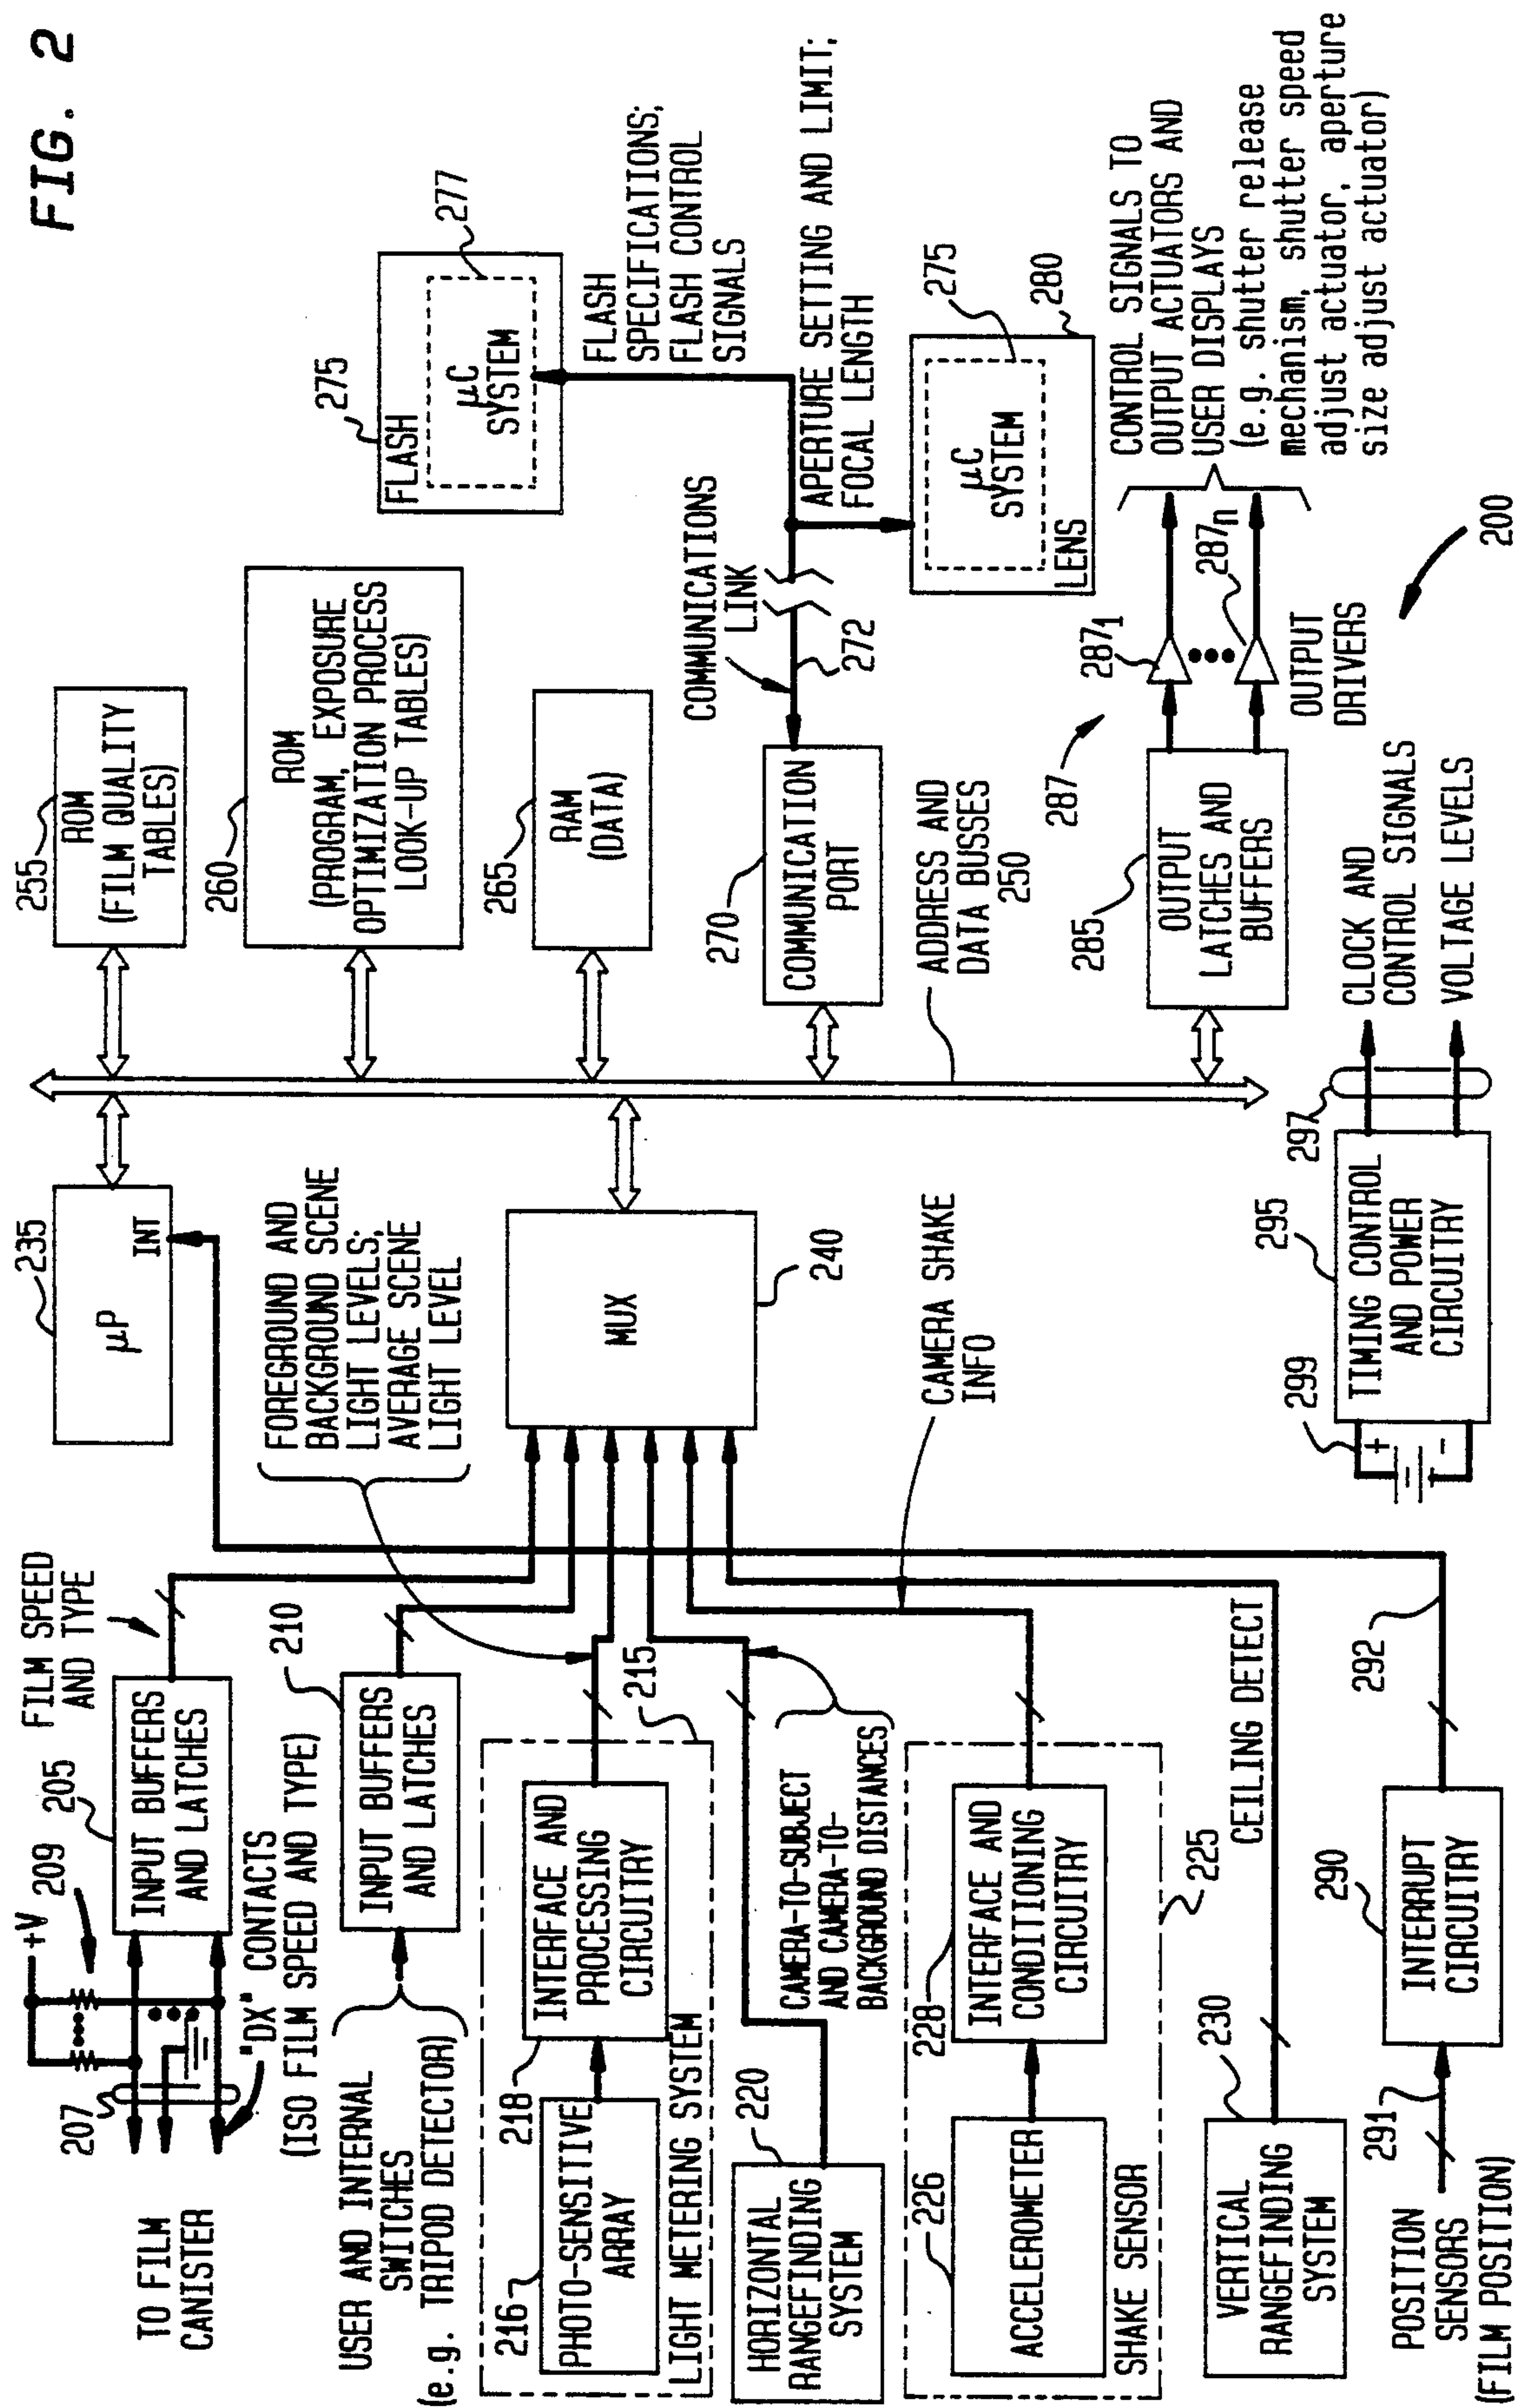 FIG. 2
TO FILM
CANISTER
207
+V
209
205
INPUT BUFFERS
AND LATCHES
FILM SPEED
AND TYPE
"DX" CONTACTS
(ISO FILM SPEED AND TYPE)
USER AND INTERNAL
SWITCHES
(e.g. TRIPOD DETECTOR)
210
INPUT BUFFERS
AND LATCHES
216
PHOTO-SENSITIVE
ARRAY
218
INTERFACE AND
PROCESSING
CIRCUITRY
LIGHT METERING SYSTEM
215
FOREGROUND AND
BACKGROUND SCENE
LIGHT LEVELS;
AVERAGE SCENE
LIGHT LEVEL
HORIZONTAL
RANGEFINDING
SYSTEM
220
CAMERA-TO-SUBJECT
AND CAMERA-TO-
BACKGROUND DISTANCES
226
ACCELEROMETER
228
INTERFACE AND
CONDITIONING
CIRCUITRY
SHAKE SENSOR
225
CAMERA SHAKE
INFO
VERTICAL
RANGEFINDING
SYSTEM
230
CEILING DETECT
POSITION
SENSORS
(FILM POSITION)
291
290
INTERRUPT
CIRCUITRY
292
235
μP
INT
MUX
240
299
+
-
295
TIMING CONTROL
AND POWER
CIRCUITRY
297
CLOCK AND
CONTROL SIGNALS
VOLTAGE LEVELS
255
ROM
(FILM QUALITY
TABLES)
260
ROM
(PROGRAM, EXPOSURE
OPTIMIZATION PROCESS
LOOK-UP TABLES)
265
RAM
(DATA)
270
COMMUNICATION
PORT
ADDRESS AND
DATA BUSSES
250
COMMUNICATIONS
LINK
272
275
FLASH
μC
SYSTEM
277
FLASH
SPECIFICATIONS;
FLASH CONTROL
SIGNALS
APERTURE SETTING AND LIMIT;
FOCAL LENGTH
μC
SYSTEM
LENS
275
280
285
OUTPUT
LATCHES AND
BUFFERS
287
287₁
287ₙ
OUTPUT
DRIVERS
CONTROL SIGNALS TO
OUTPUT ACTUATORS AND
USER DISPLAYS
(e.g. shutter release
mechanism, shutter speed
adjust actuator, aperture
size adjust actuator)
200